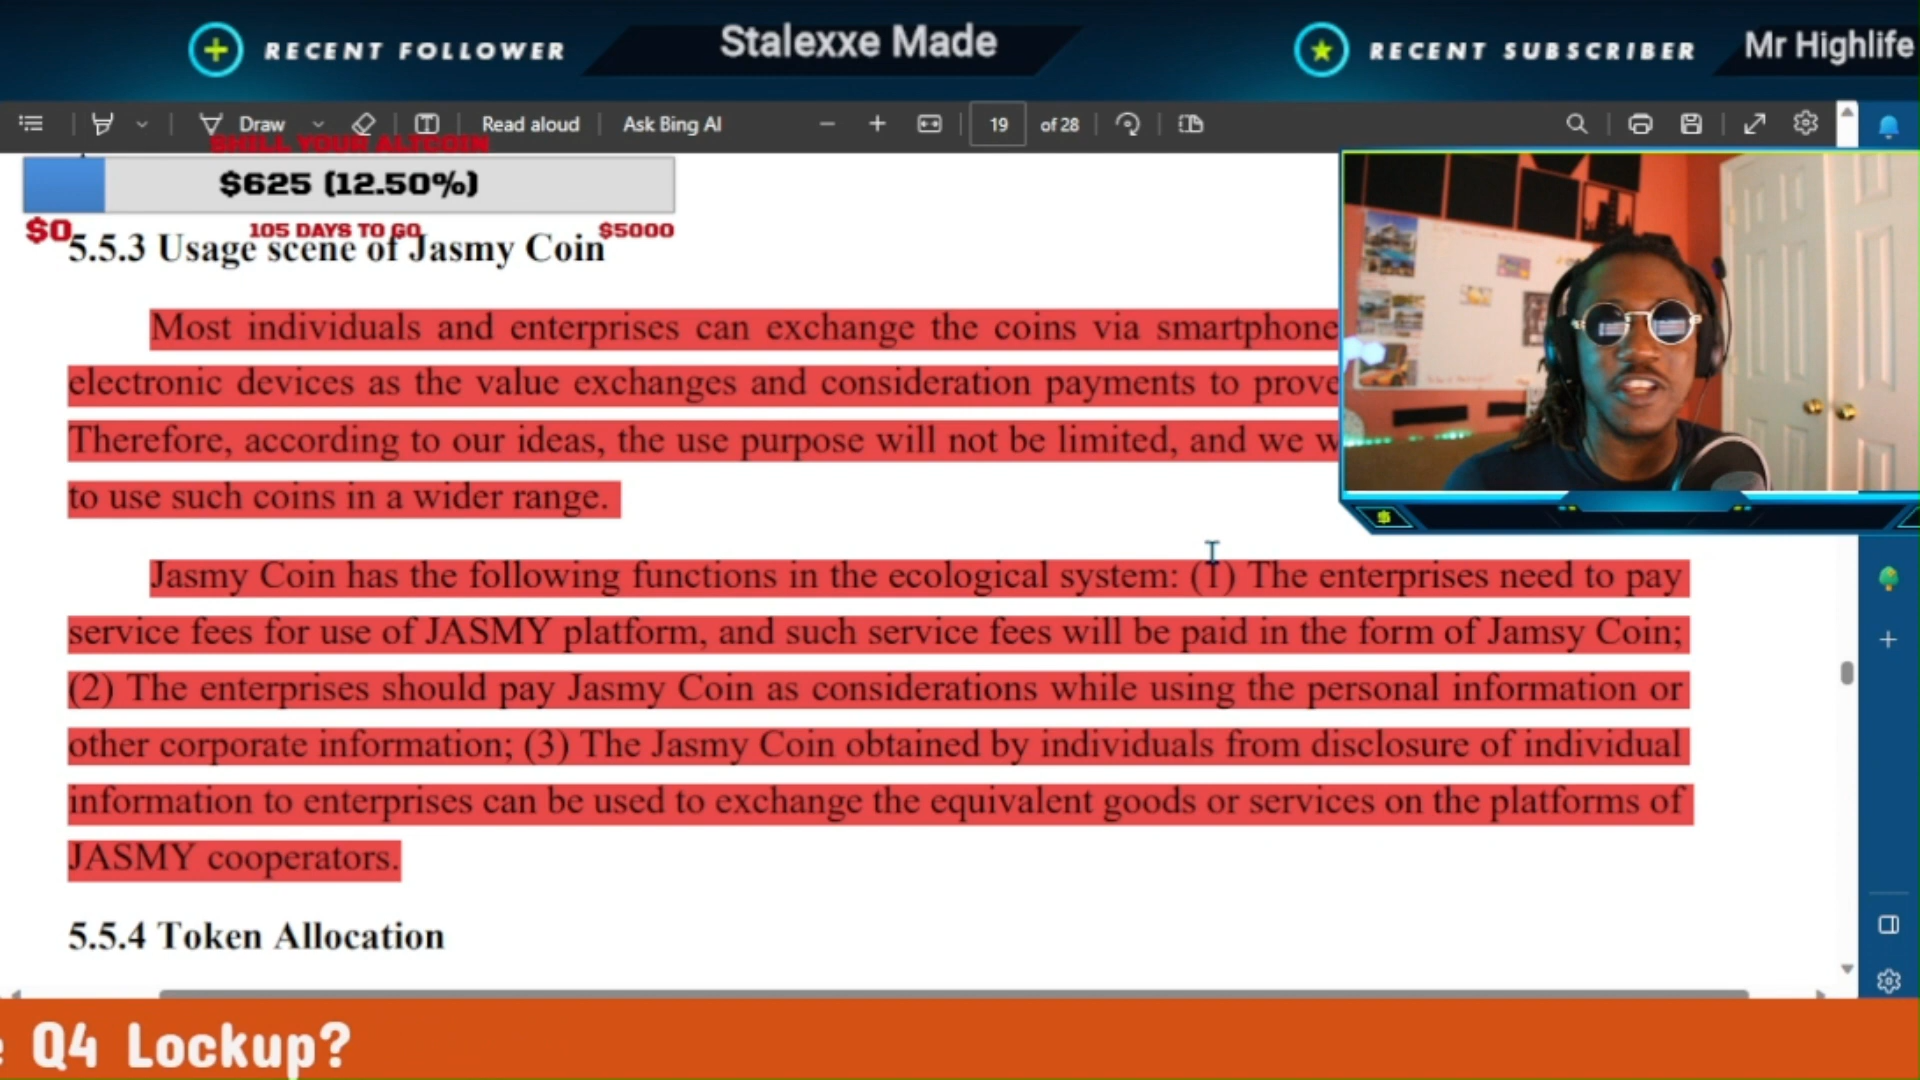 RECENT FOLLOWER
Stalexxe Made
RECENT SUBSCRIBER
Mr Highlife
Draw
Read aloud
Ask Bing AI
19
of 28
SHILL YOUR ALTCOIN
$625 (12.50%)
$0
105 DAYS TO GO
$5000
5.5.3 Usage scene of Jasmy Coin
Most individuals and enterprises can exchange the coins via smartphone
electronic devices as the value exchanges and consideration payments to prove
Therefore, according to our ideas, the use purpose will not be limited, and we w
to use such coins in a wider range.
Jasmy Coin has the following functions in the ecological system: (1) The enterprises need to pay
service fees for use of JASMY platform, and such service fees will be paid in the form of Jamsy Coin;
(2) The enterprises should pay Jasmy Coin as considerations while using the personal information or
other corporate information; (3) The Jasmy Coin obtained by individuals from disclosure of individual
information to enterprises can be used to exchange the equivalent goods or services on the platforms of
JASMY cooperators.
5.5.4 Token Allocation
e Q4 Lockup?